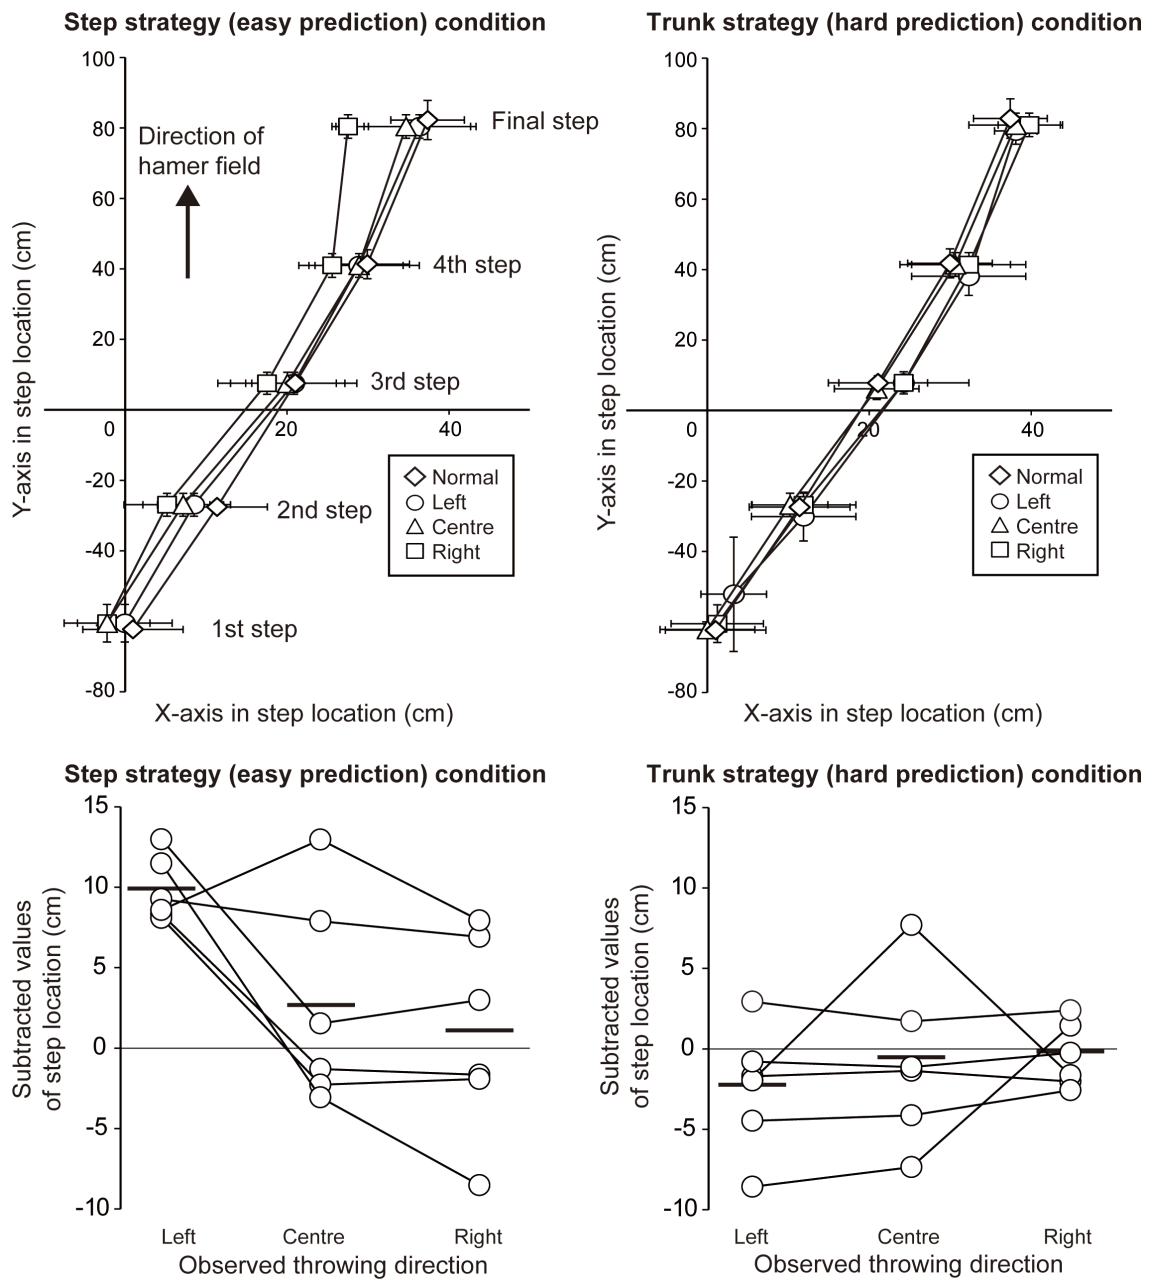 Step strategy (easy prediction) condition
Trunk strategy (hard prediction) condition
100
80
60
40
20
0
-20
-40
-80
20
40
Y-axis in step location (cm)
X-axis in step location (cm)
Direction of
hamer field
Final step
4th step
3rd step
2nd step
1st step
Normal
Left
Centre
Right
100
80
60
40
20
0
-20
-40
-80
20
40
Y-axis in step location (cm)
X-axis in step location (cm)
Normal
Left
Centre
Right
Step strategy (easy prediction) condition
Trunk strategy (hard prediction) condition
15
10
5
0
-5
-10
Subtracted values
of step location (cm)
Left
Centre
Right
Observed throwing direction
15
10
5
0
-5
-10
Subtracted values
of step location (cm)
Left
Centre
Right
Observed throwing direction